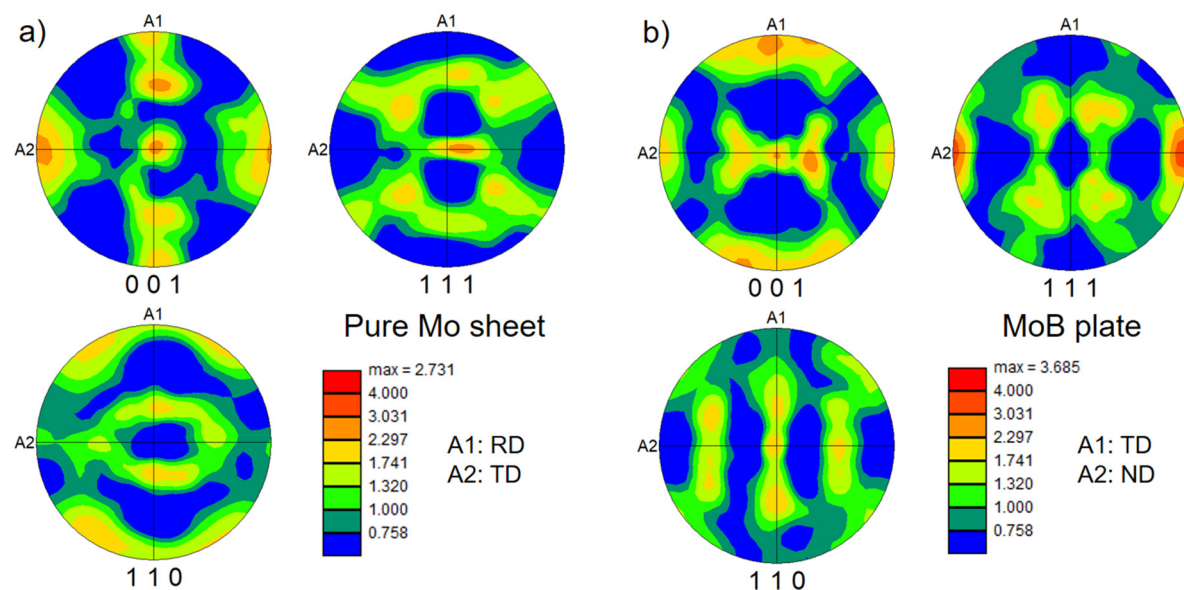 a)
A1
A2
0 0 1
A1
A2
1 1 1
A1
A2
1 1 0
Pure Mo sheet
max = 2.731
4.000
3.031
2.297
1.741
1.320
1.000
0.758
A1: RD
A2: TD
b)
A1
A2
0 0 1
A1
A2
1 1 1
A1
A2
1 1 0
MoB plate
max = 3.685
4.000
3.031
2.297
1.741
1.320
1.000
0.758
A1: TD
A2: ND